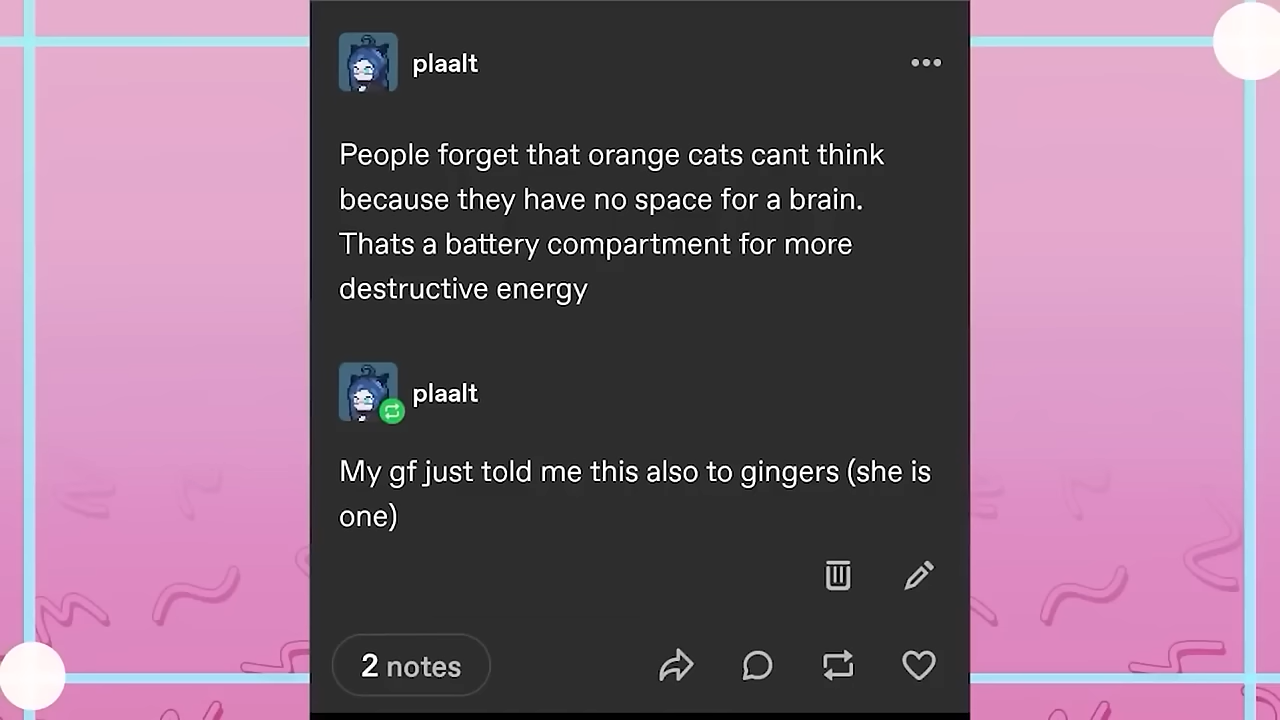 plaalt
People forget that orange cats cant think
because they have no space for a brain.
Thats a battery compartment for more
destructive energy
plaalt
My gf just told me this also to gingers (she is
one)
2 notes